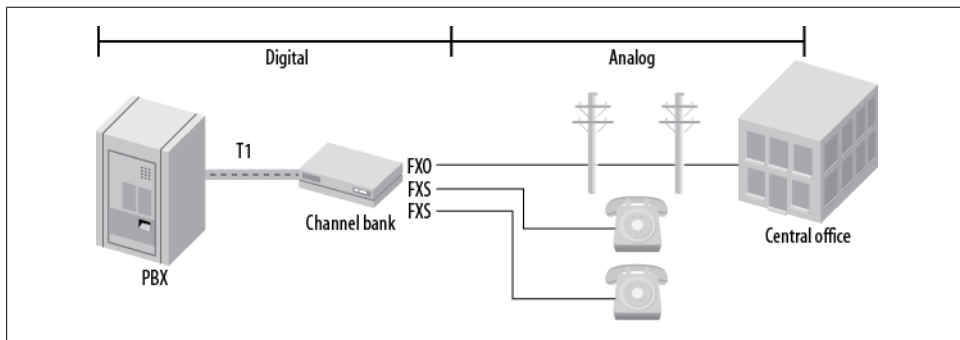 Digital
Analog
T1
FXO
FXS
FXS
Channel bank
PBX
Central office